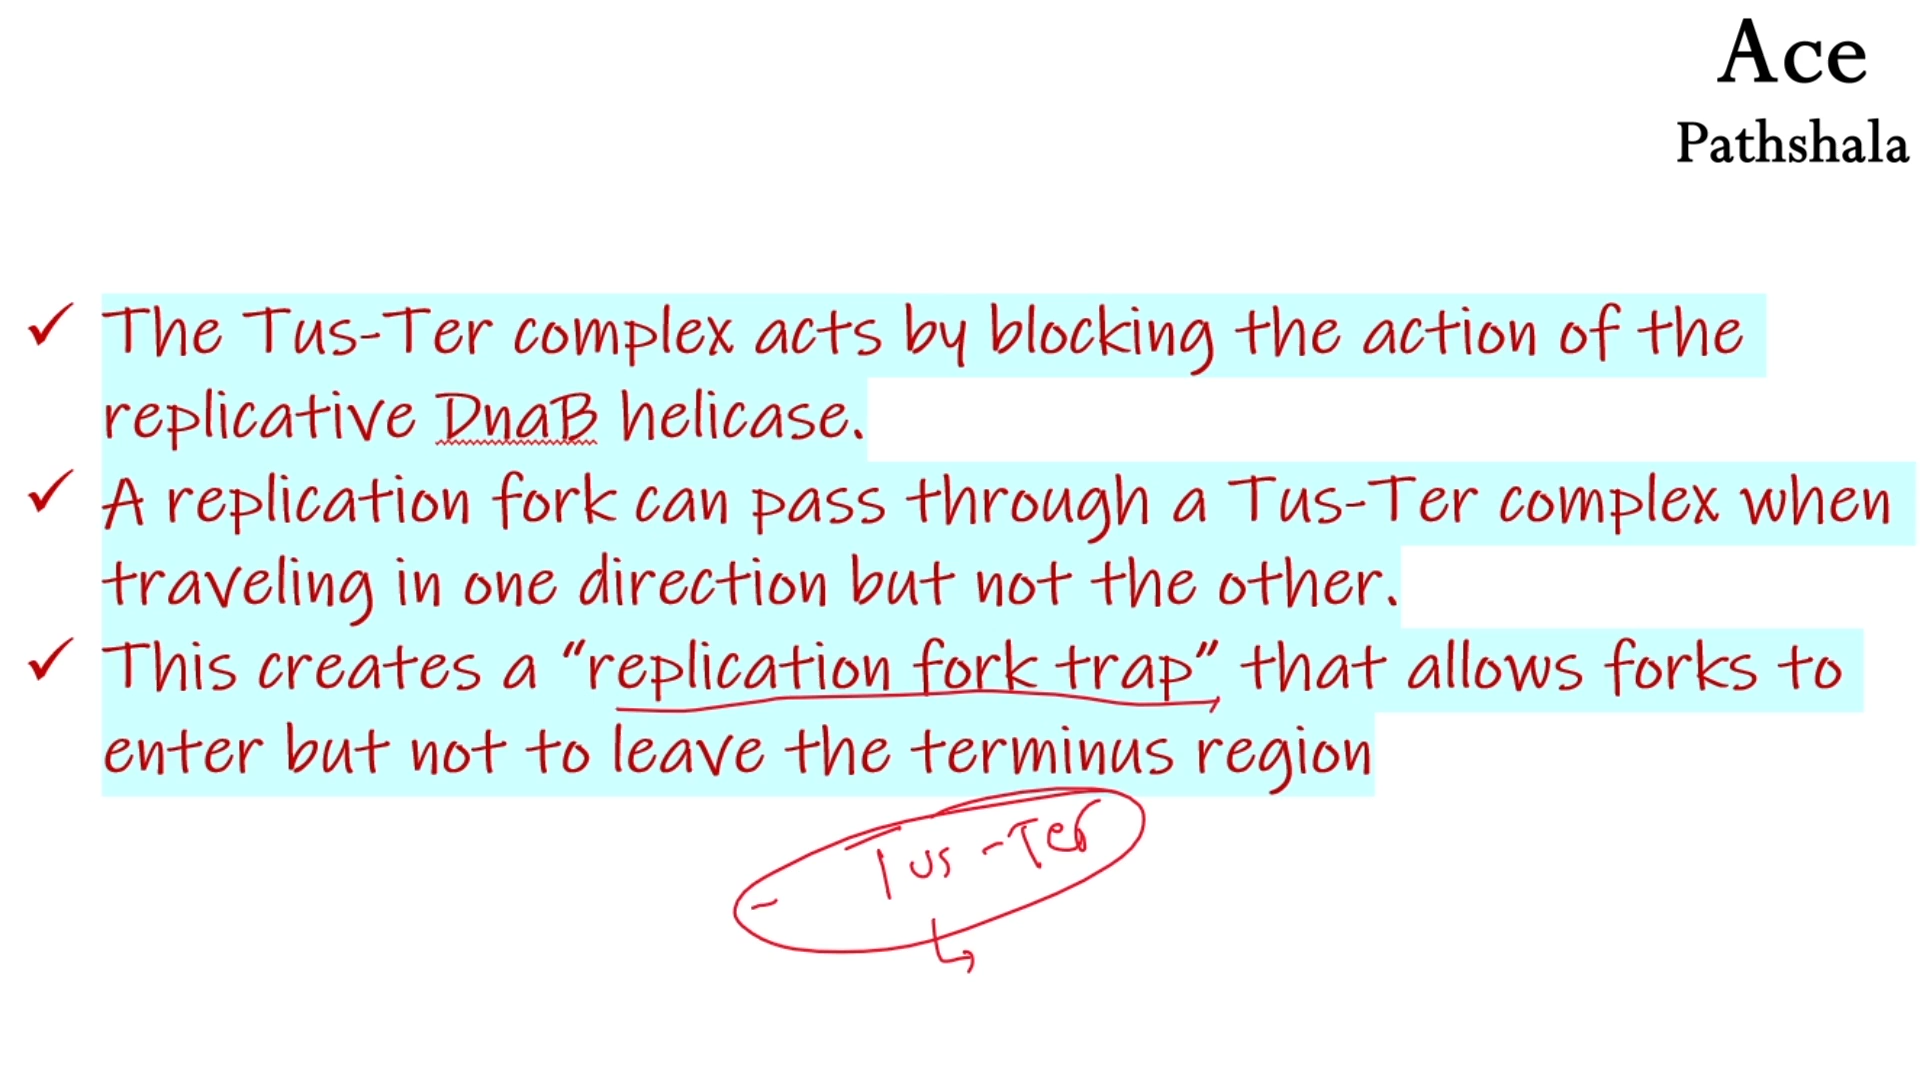 Ace
Pathshala
✓ The Tus-Ter complex acts by blocking the action of the
replicative DnaB helicase.
✓ A replication fork can pass through a Tus-Ter complex when
traveling in one direction but not the other.
✓ This creates a “replication fork trap” that allows forks to
enter but not to leave the terminus region
- Tus-Ter